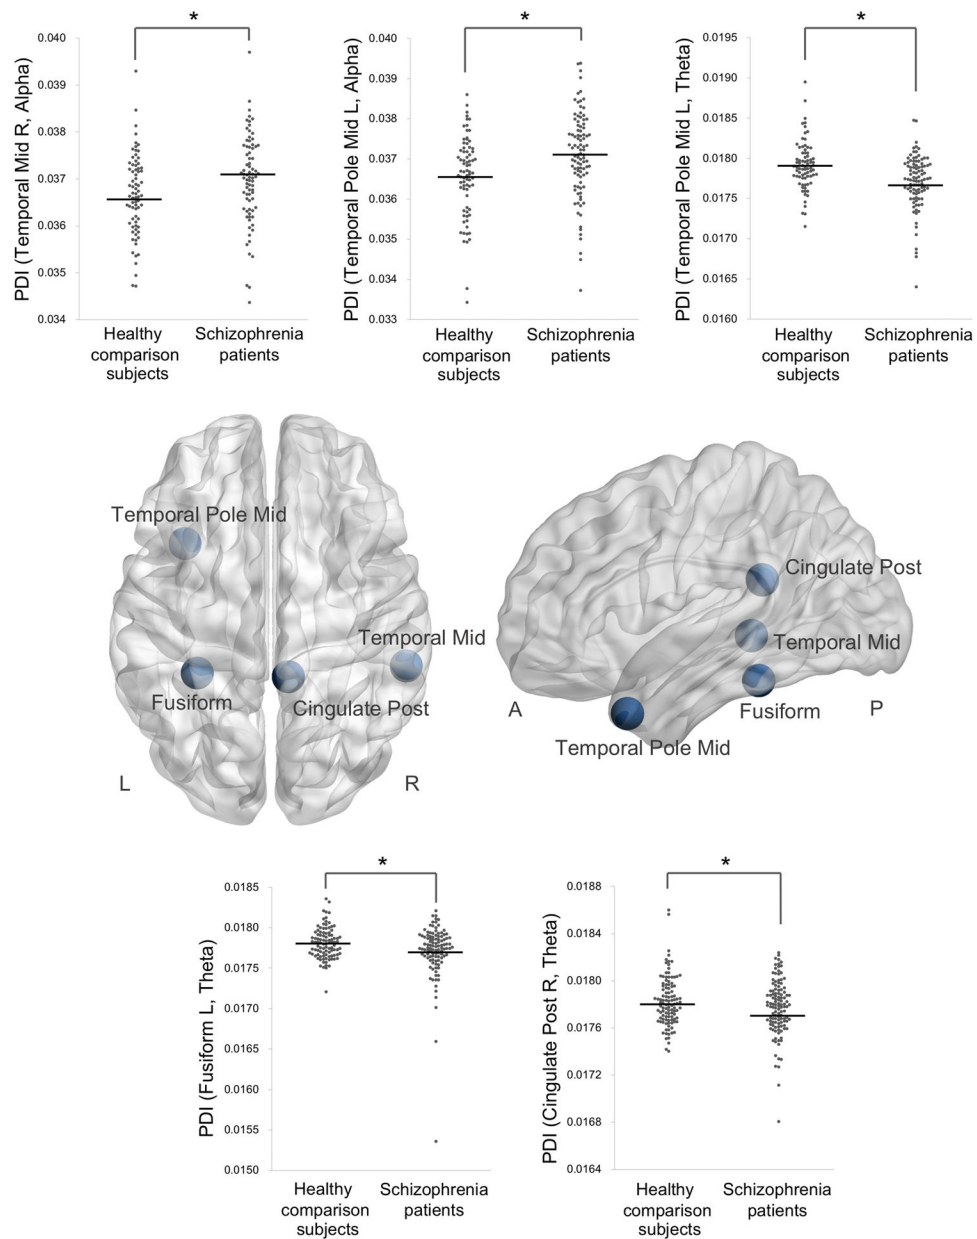 *
0.040
0.039
0.038
0.037
0.036
0.035
0.034
PDI (Temporal Mid R, Alpha)
Healthy
comparison
subjects
Schizophrenia
patients
*
0.040
0.039
0.038
0.037
0.036
0.035
0.034
0.033
PDI (Temporal Pole Mid L, Alpha)
Healthy
comparison
subjects
Schizophrenia
patients
*
0.0195
0.0190
0.0185
0.0180
0.0175
0.0170
0.0165
0.0160
PDI (Temporal Pole Mid L, Theta)
Healthy
comparison
subjects
Schizophrenia
patients
Temporal Pole Mid
Temporal Mid
Fusiform
Cingulate Post
L
R
Cingulate Post
Temporal Mid
Fusiform
A
P
Temporal Pole Mid
*
0.0185
0.0180
0.0175
0.0170
0.0165
0.0160
0.0155
0.0150
PDI (Fusiform L, Theta)
Healthy
comparison
subjects
Schizophrenia
patients
*
0.0188
0.0184
0.0180
0.0176
0.0172
0.0168
0.0164
PDI (Cingulate Post R, Theta)
Healthy
comparison
subjects
Schizophrenia
patients